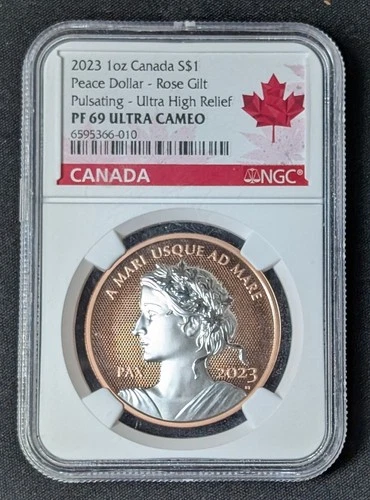 2023 1oz Canada S$1
Peace Dollar - Rose Gilt
Pulsating - Ultra High Relief
PF 69 ULTRA CAMEO
6595366-010
CANADA
NGC
A MARI USQUE AD MARE
PAX 2023